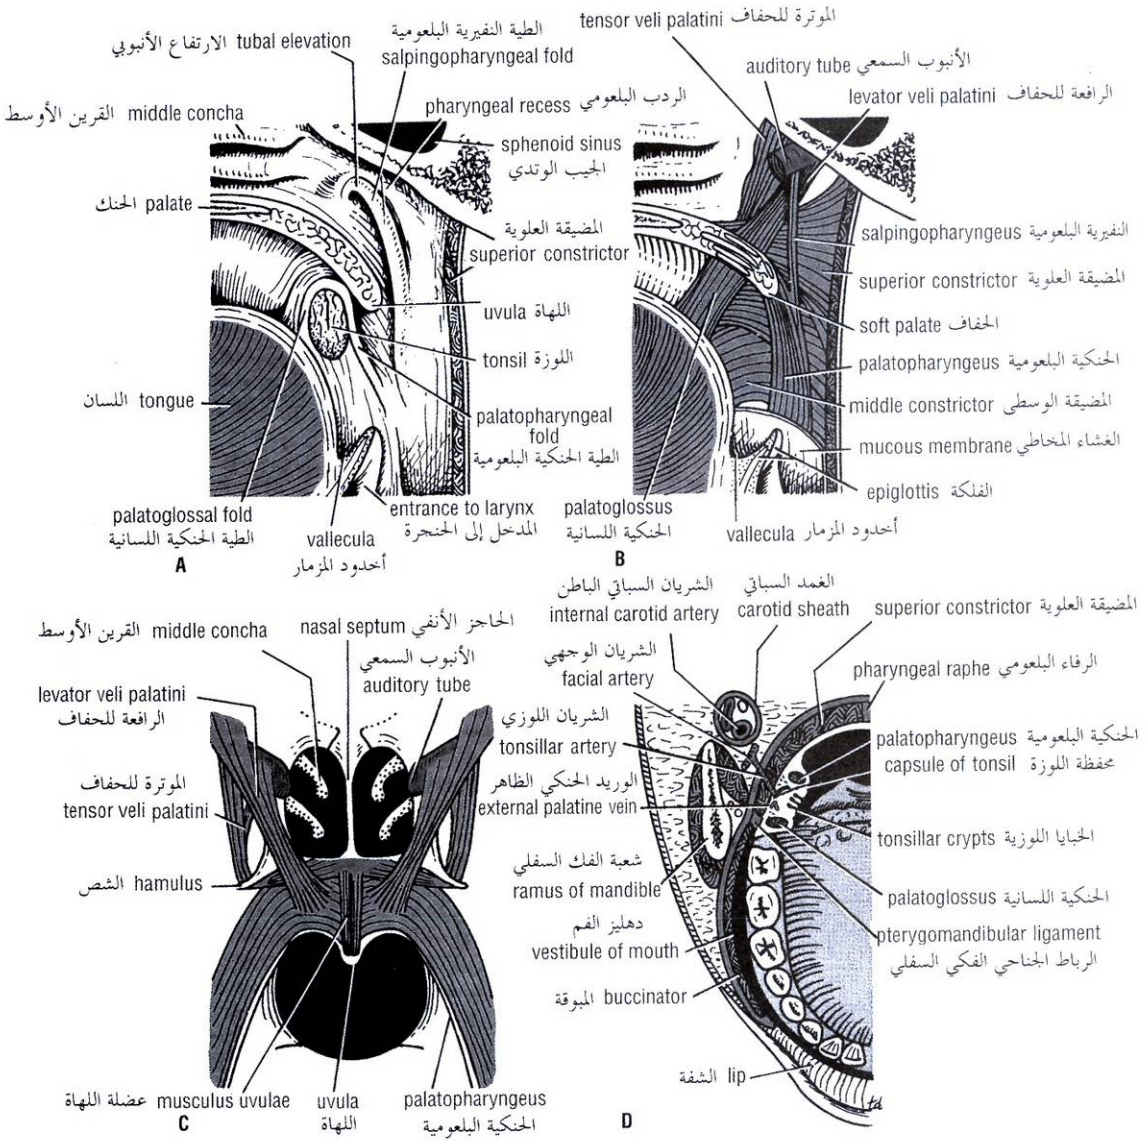 الارتفاع الأنبوبي tubal elevation
الطية النفيرية البلعومية
salpingopharyngeal fold
pharyngeal recess الردب البلعومي
القرين الأوسط middle concha
sphenoid sinus
الجيب الوتدي
الحنك palate
المضيقة العلوية
superior constrictor
uvula اللهاة
tonsil اللوزة
اللسان tongue
palatopharyngeal
fold
الطية الحنكية البلعومية
palatoglossal fold
الطية الحنكية اللسانية
entrance to larynx
المدخل إلى الحنجرة
vallecula
أخدود المزمار
A
tensor veli palatini الموترة للحفاف
auditory tube الأنبوب السمعي
levator veli palatini الرافعة للحفاف
salpingopharyngeus النفيرية البلعومية
superior constrictor المضيقة العلوية
soft palate الحفاف
palatopharyngeus الحنكية البلعومية
middle constrictor المضيقة الوسطى
mucous membrane الغشاء المخاطي
epiglottis الفلكة
palatoglossus
الحنكية اللسانية
vallecula أخدود المزمار
B
القرين الأوسط middle concha
nasal septum الحاجز الأنفي
الأنبوب السمعي
auditory tube
levator veli palatini
الرافعة للحفاف
الموترة للحفاف
tensor veli palatini
الشص hamulus
عضلة اللهاة musculus uvulae
uvula
اللهاة
palatopharyngeus
الحنكية البلعومية
C
الشريان السباتي الباطن
internal carotid artery
الغمد السباتي
carotid sheath
superior constrictor المضيقة العلوية
الشريان الوجهي
facial artery
pharyngeal raphe الرفاء البلعومي
الشريان اللوزي
tonsillar artery
palatopharyngeus الحنكية البلعومية
capsule of tonsil محفظة اللوزة
الوريد الحنكي الظاهر
external palatine vein
tonsillar crypts الخبايا اللوزية
شعبة الفك السفلي
ramus of mandible
palatoglossus الحنكية اللسانية
دهليز الفم
vestibule of mouth
pterygomandibular ligament
الرباط الجناحي الفكي السفلي
المبوقة buccinator
الشفة lip
td
D